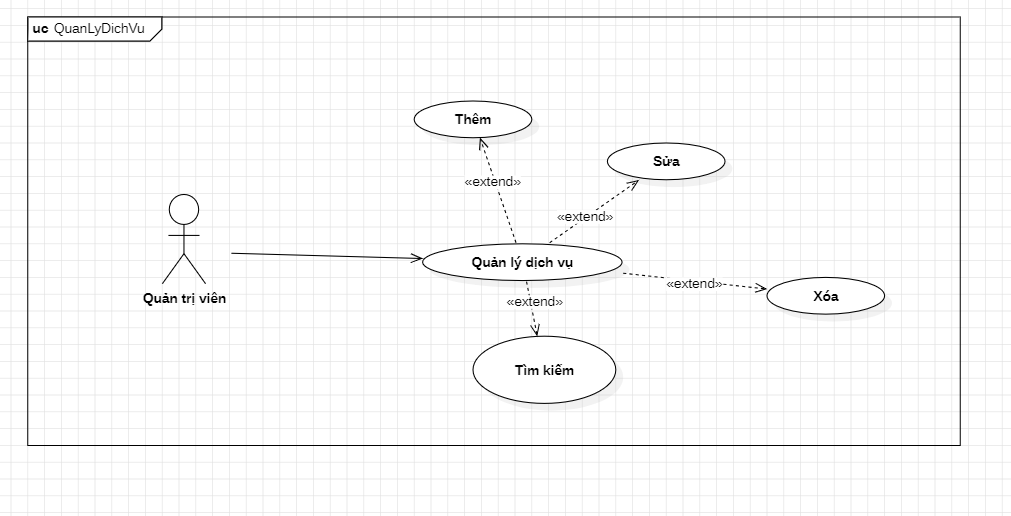 uc QuanLyDichVu
Thêm
Sửa
«extend»
«extend»
Quản lý dịch vụ
«extend»
Xóa
«extend»
Quản trị viên
Tìm kiếm